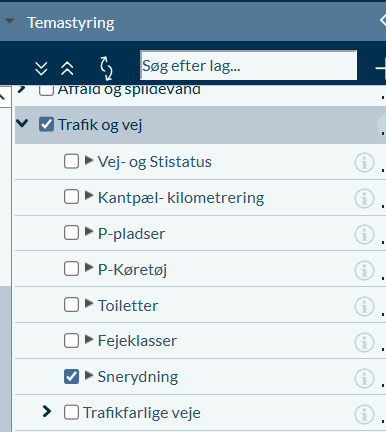 Temastyring
Søg efter lag...
Affald og spildevand
Trafik og vej
Vej- og Stistatus
Kantpæl- kilometrering
P-pladser
P-Køretøj
Toiletter
Fejeklasser
Snerydning
Trafikfarlige veje